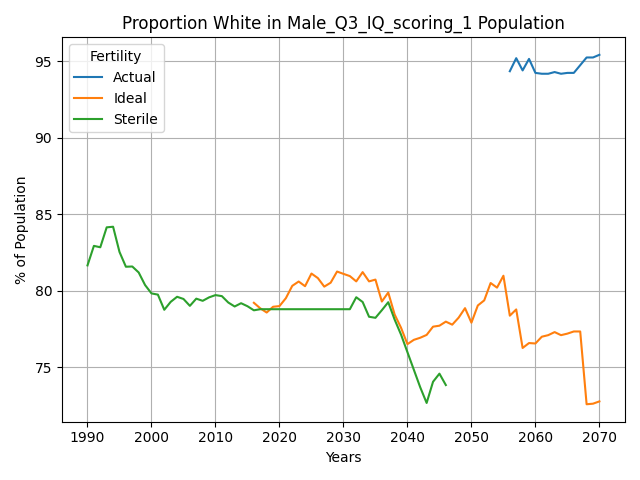 Proportion White in Male_Q3_IQ_scoring_1 Population
Fertility
Actual
Ideal
Sterile
% of Population
95
90
85
80
75
1990 2000 2010 2020 2030 2040 2050 2060 2070
Years